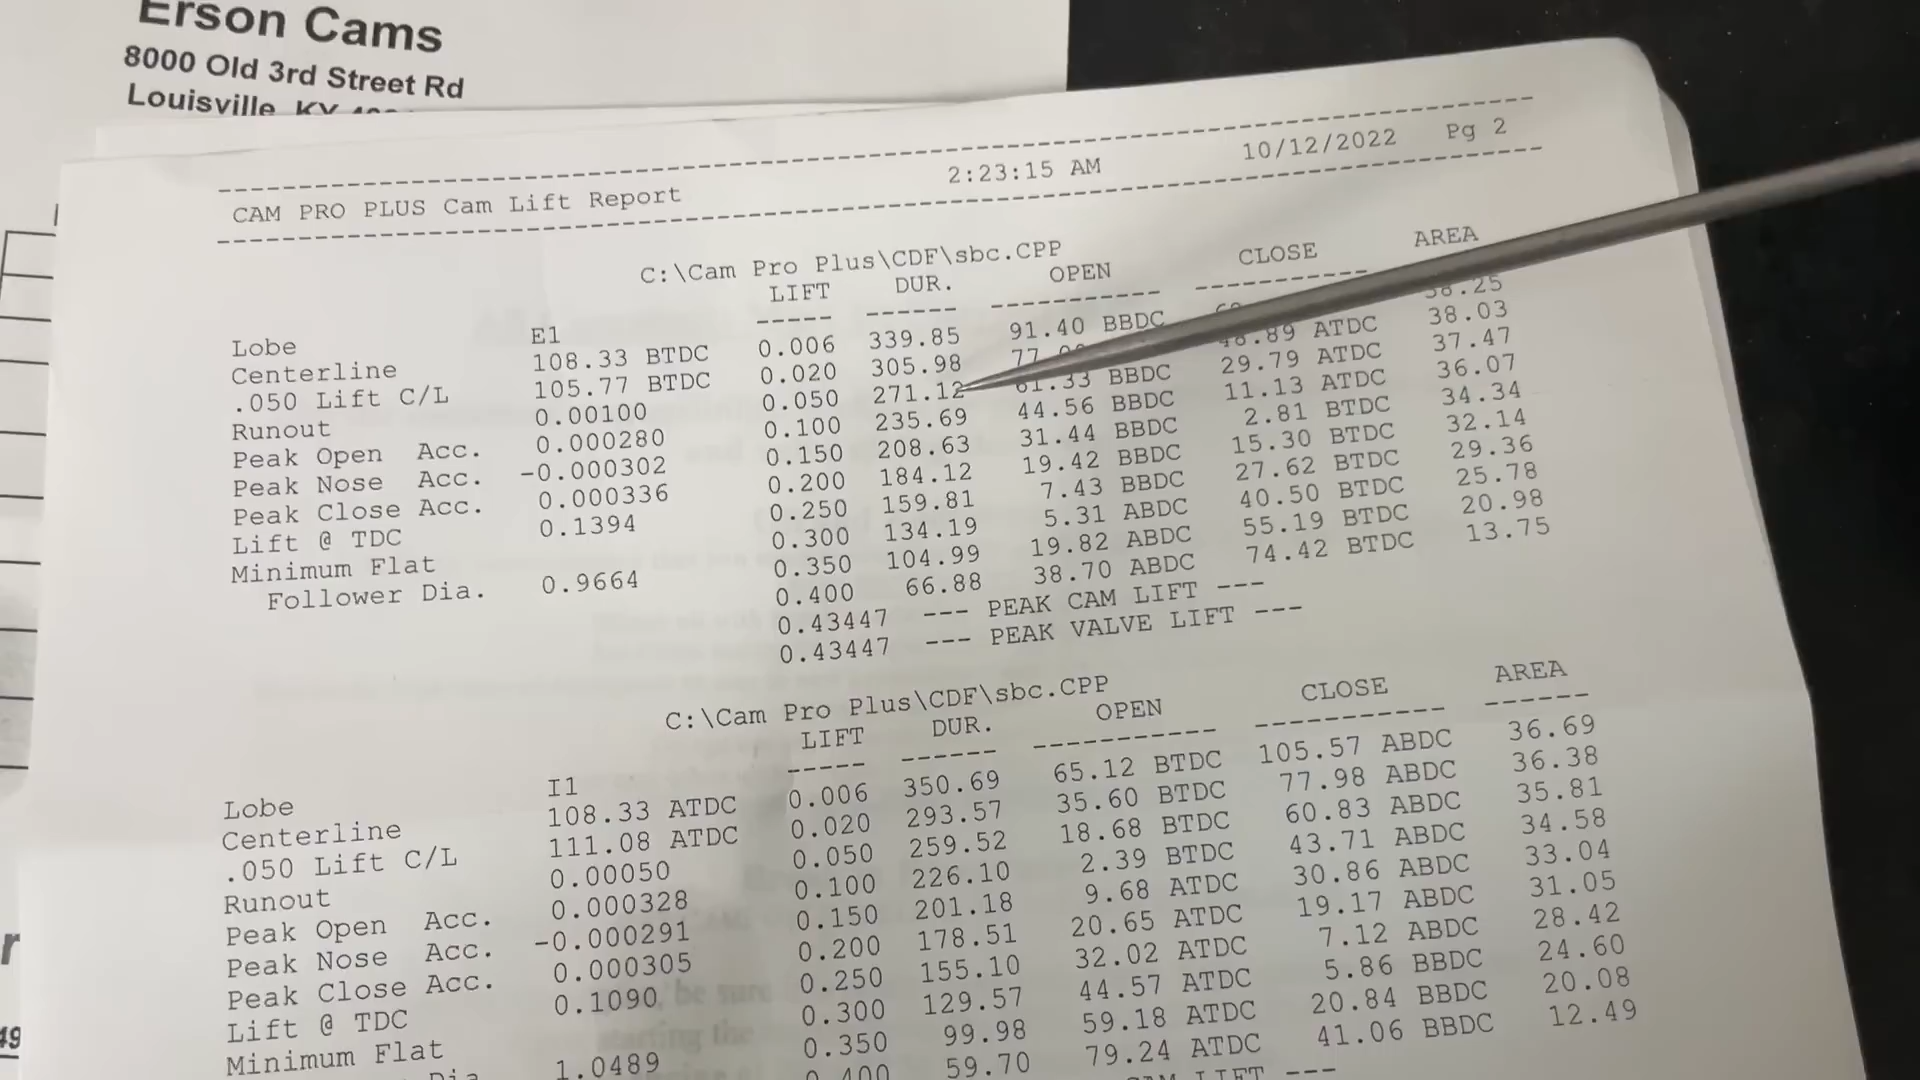 Erson Cams
8000 Old 3rd Street Rd
Louisville, KY
2:23:15 AM 10/12/2022 Pg 2
CAM PRO PLUS Cam Lift Report
C:\Cam Pro Plus\CDF\sbc.CPP
LIFT DUR. OPEN CLOSE AREA
Lobe E1
Centerline 108.33 BTDC 0.006 339.85 91.40 BBDC 38.25
.050 Lift C/L 105.77 BTDC 0.020 305.98 48.89 ATDC 38.03
Runout 0.00100 0.050 271.12 61.33 BBDC 29.79 ATDC 37.47
Peak Open Acc. 0.000280 0.100 235.69 44.56 BBDC 11.13 ATDC 36.07
Peak Nose Acc. -0.000302 0.150 208.63 31.44 BBDC 2.81 BTDC 34.34
Peak Close Acc. 0.000336 0.200 184.12 19.42 BBDC 15.30 BTDC 32.14
Lift @ TDC 0.1394 0.250 159.81 7.43 BBDC 27.62 BTDC 29.36
Minimum Flat 0.300 134.19 5.31 ABDC 40.50 BTDC 25.78
Follower Dia. 0.9664 0.350 104.99 19.82 ABDC 55.19 BTDC 20.98
0.400 66.88 38.70 ABDC 74.42 BTDC 13.75
0.43447 --- PEAK CAM LIFT ---
0.43447 --- PEAK VALVE LIFT ---
C:\Cam Pro Plus\CDF\sbc.CPP
LIFT DUR. OPEN CLOSE AREA
Lobe I1
Centerline 108.33 ATDC 0.006 350.69 65.12 BTDC 105.57 ABDC 36.69
.050 Lift C/L 111.08 ATDC 0.020 293.57 35.60 BTDC 77.98 ABDC 36.38
Runout 0.00050 0.050 259.52 18.68 BTDC 60.83 ABDC 35.81
Peak Open Acc. 0.000328 0.100 226.10 2.39 BTDC 43.71 ABDC 34.58
Peak Nose Acc. -0.000291 0.150 201.18 9.68 ATDC 30.86 ABDC 33.04
Peak Close Acc. 0.000305 0.200 178.51 20.65 ATDC 19.17 ABDC 31.05
Lift @ TDC 0.1090 0.250 155.10 32.02 ATDC 7.12 ABDC 28.42
Minimum Flat 0.300 129.57 44.57 ATDC 5.86 BBDC 24.60
Dia. 1.0489 0.350 99.98 59.18 ATDC 20.84 BBDC 20.08
0.400 59.70 79.24 ATDC 41.06 BBDC 12.49
CAM LIFT ---